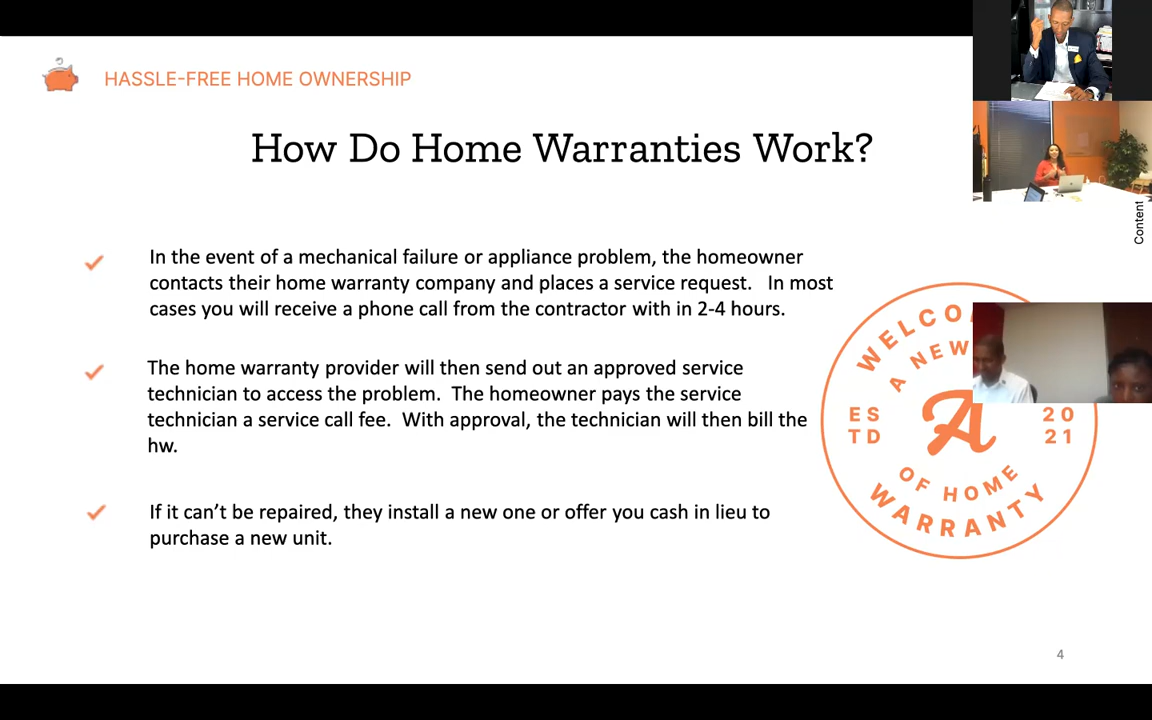 HASSLE-FREE HOME OWNERSHIP
How Do Home Warranties Work?
In the event of a mechanical failure or appliance problem, the homeowner
contacts their home warranty company and places a service request.   In most
cases you will receive a phone call from the contractor with in 2-4 hours.
The home warranty provider will then send out an approved service
technician to access the problem.  The homeowner pays the service
technician a service call fee.  With approval, the technician will then bill the
hw.
If it can’t be repaired, they install a new one or offer you cash in lieu to
purchase a new unit.
Content
A NEW
A
ES
TD
20
21
OF HOME
WARRANTY
4